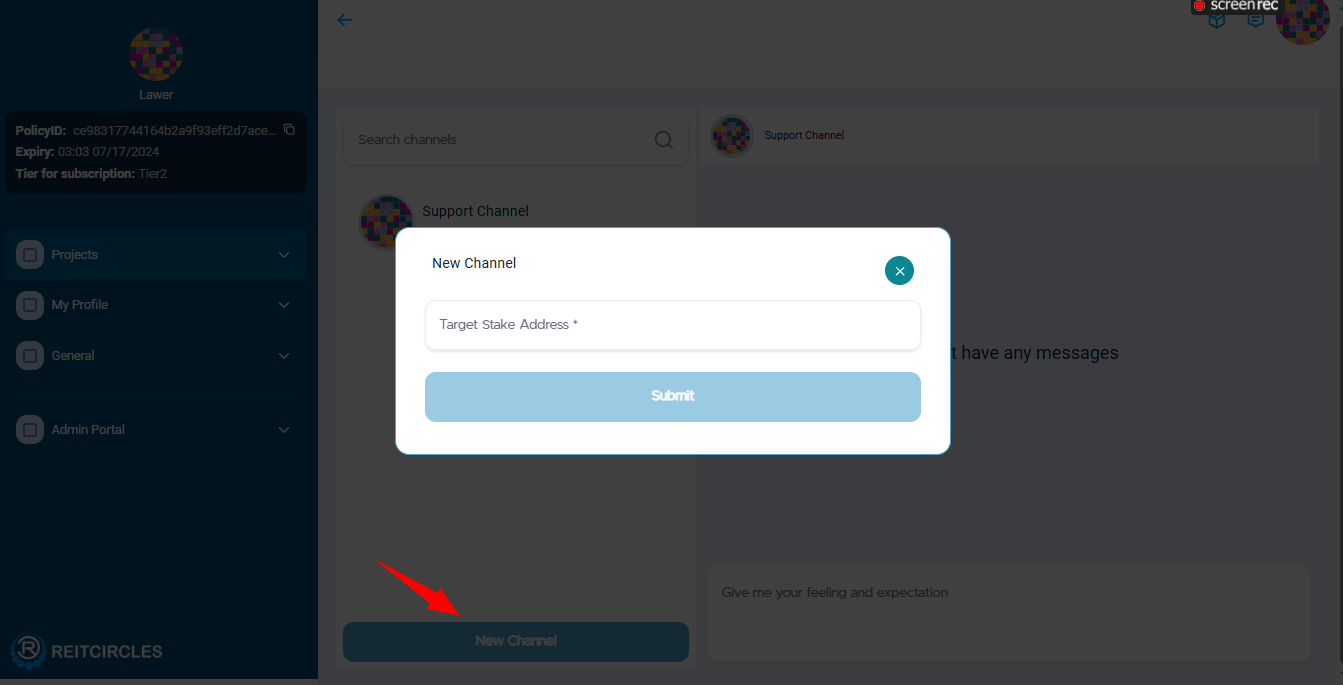 screenrec
Lawer
PolicyID: ce98317744164b2a9f93eff2d7ace...
Expiry: 03:03 07/17/2024
Tier for subscription: Tier2
Projects
My Profile
General
Admin Portal
REITCIRCLES
Search channels
Support Channel
New Channel
Support Channel
t have any messages
Give me your feeling and expectation
New Channel
Target Stake Address *
Submit